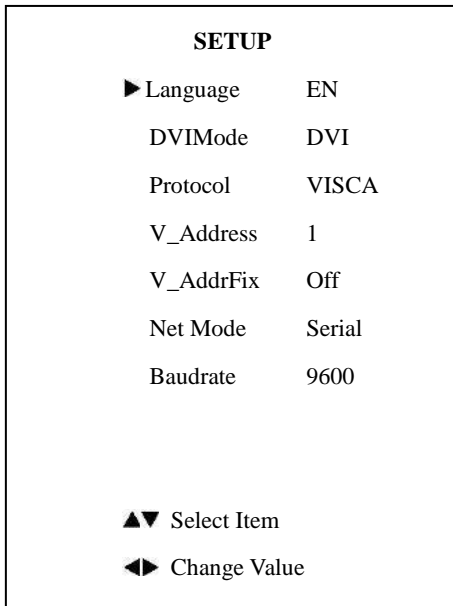 SETUP
▶Language EN
DVIMode DVI
Protocol VISCA
V_Address 1
V_AddrFix Off
Net Mode Serial
Baudrate 9600
▲▼ Select Item
◀▶ Change Value